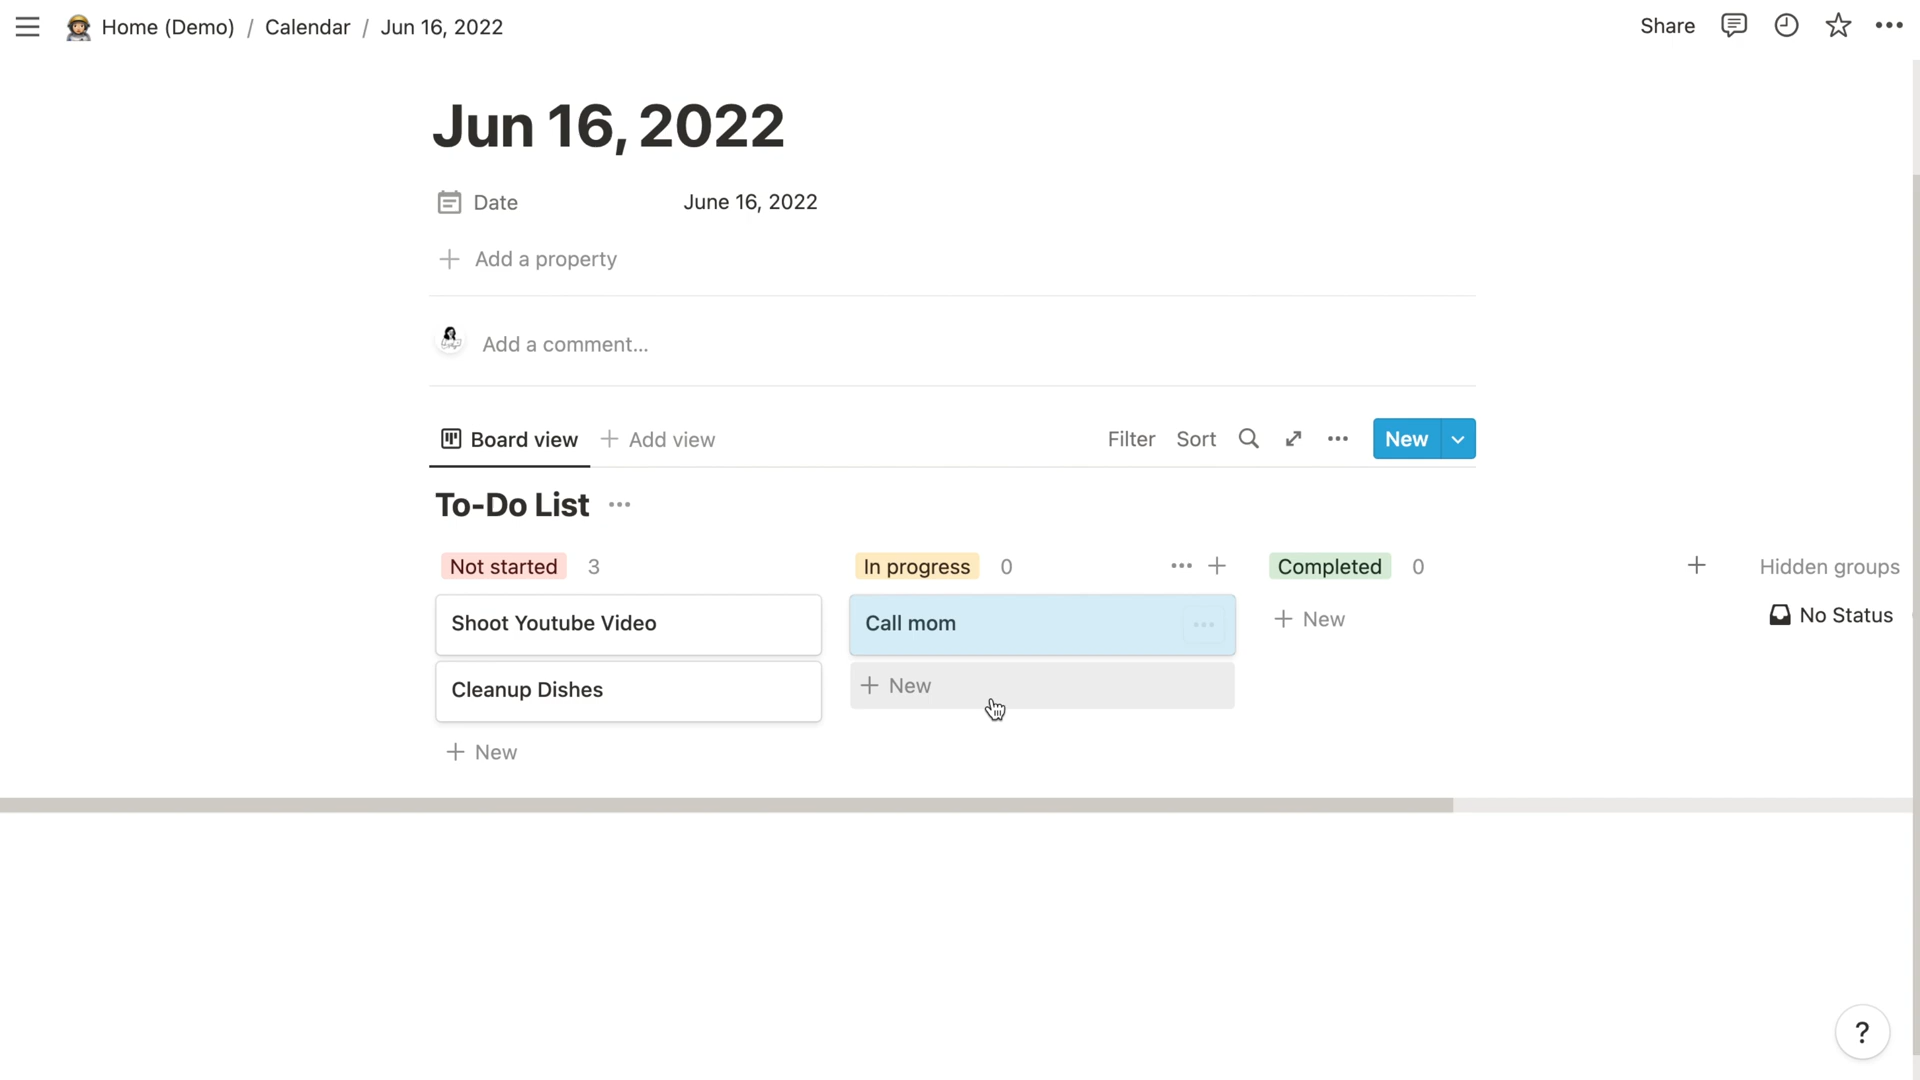 Home (Demo) / Calendar / Jun 16, 2022
Share
Jun 16, 2022
Date June 16, 2022
Add a property
Add a comment...
Board view Add view Filter Sort New
To-Do List
Not started 3 In progress 0 Completed 0 Hidden groups
Shoot Youtube Video Call mom New No Status
Cleanup Dishes New
New
?